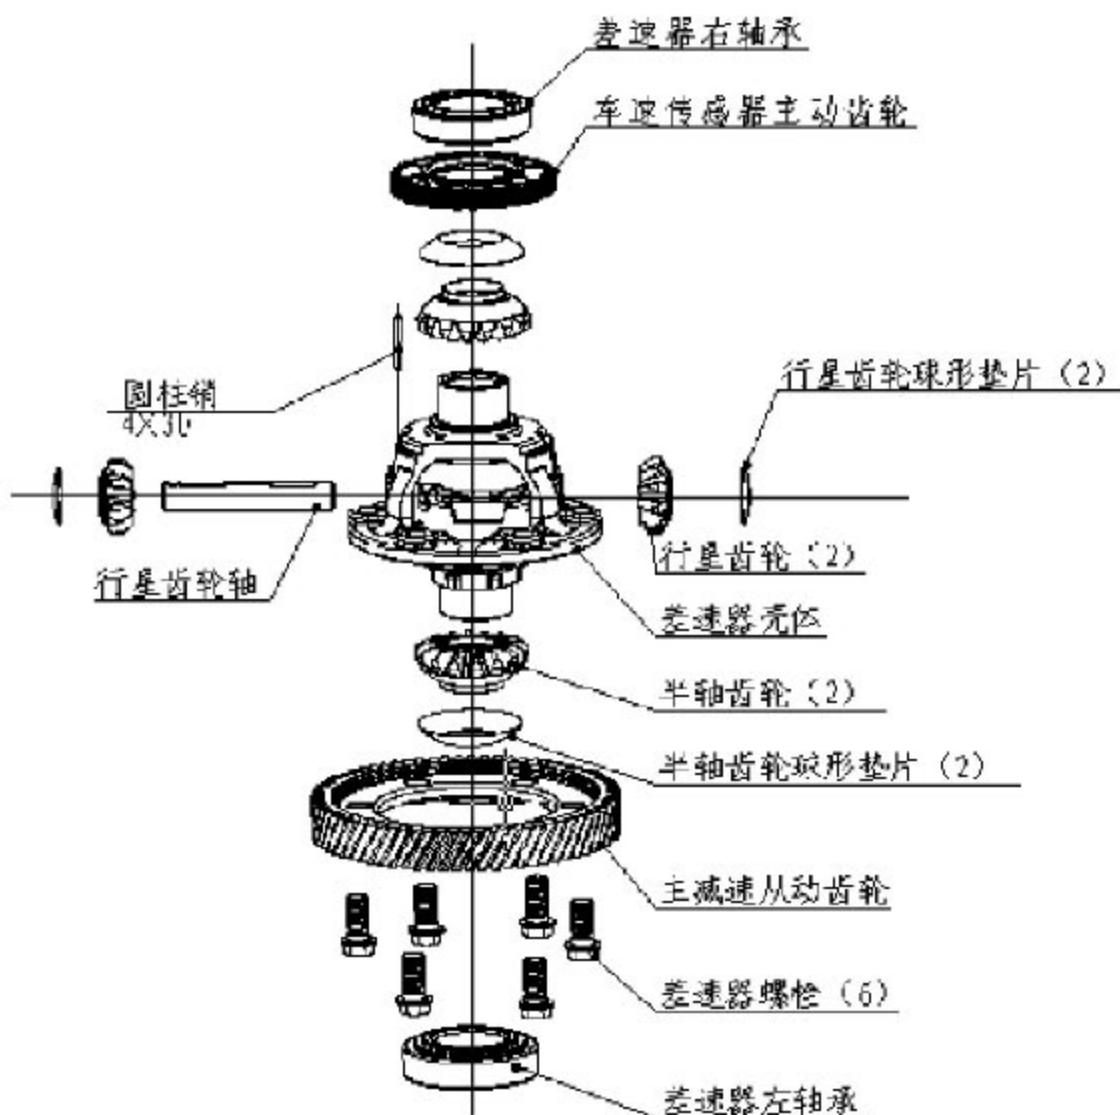 差速器右轴承
车速传感器主动齿轮
行星齿轮球形垫片（2）
圆柱销
4X30
行星齿轮（2）
行星齿轮轴
差速器壳体
半轴齿轮（2）
半轴齿轮球形垫片（2）
主减速从动齿轮
差速器螺栓（6）
差速器左轴承